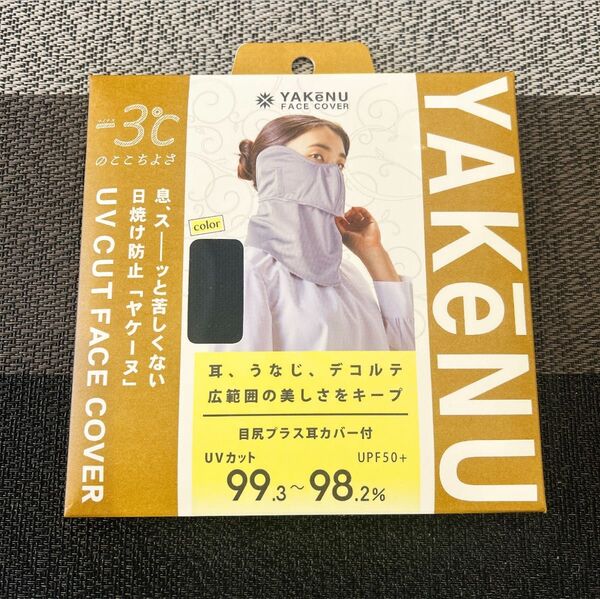 YAKēNU
FACE COVER
マイナス
-3℃
のここちよさ
息、ス――ッと苦しくない
日焼け防止「ヤケーヌ」
UV CUT FACE COVER
color
耳、うなじ、デコルテ
広範囲の美しさをキープ
目尻プラス耳カバー付
UVカット UPF50+
99.3～98.2%
YAKēNU